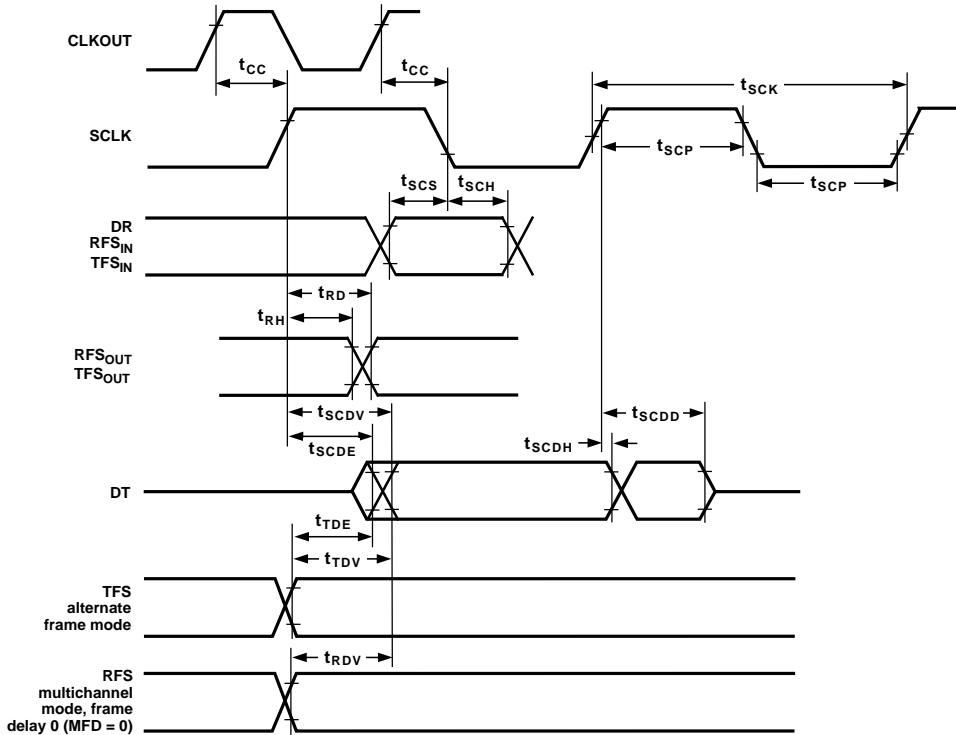 CLKOUT
tCC
tCC
tSCK
SCLK
tSCP
tSCP
tSCS
tSCH
DR
RFSIN
TFSIN
tRD
tRH
RFSOUT
TFSOUT
tSCDV
tSCDD
tSCDE
tSCDH
DT
tTDE
tTDV
TFS
alternate
frame mode
tRDV
RFS
multichannel
mode, frame
delay 0 (MFD = 0)